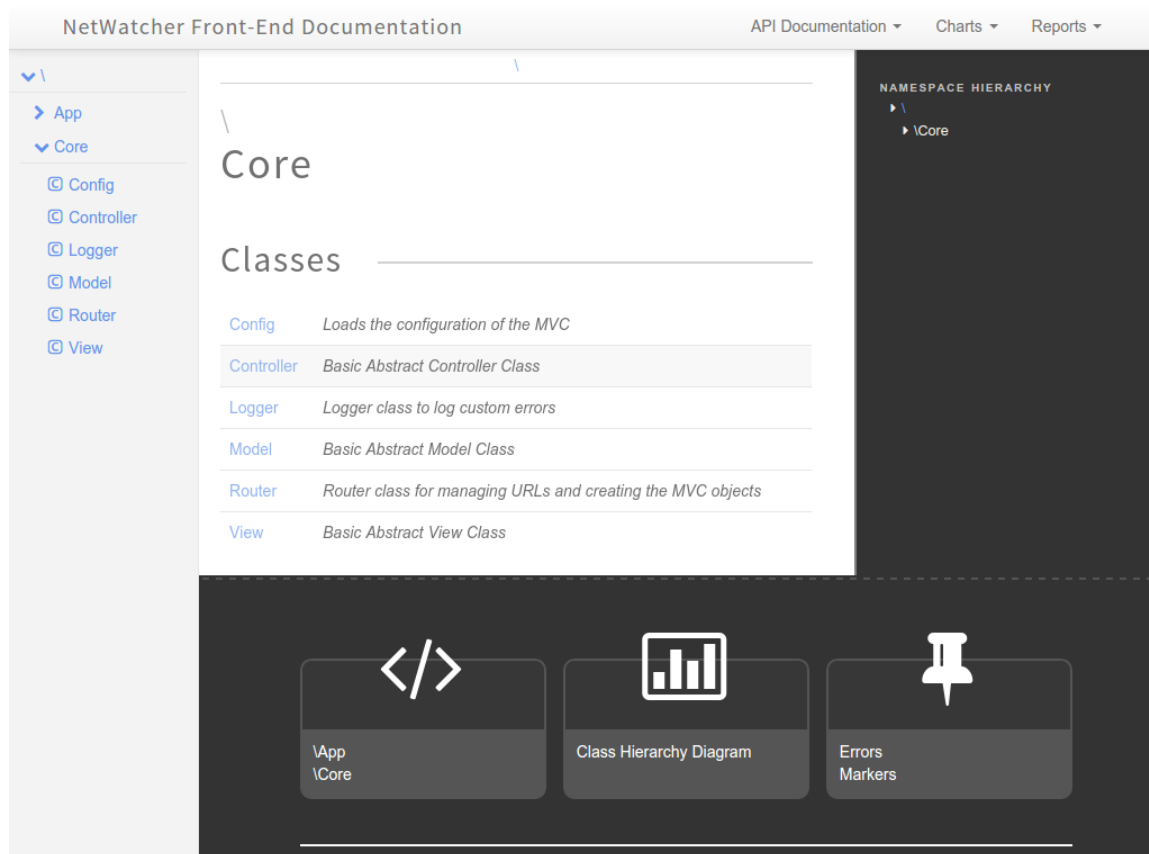 NetWatcher Front-End Documentation
API Documentation Charts Reports
\
App
Core
Config
Controller
Logger
Model
Router
View
\
\
Core
Classes
Config Loads the configuration of the MVC
Controller Basic Abstract Controller Class
Logger Logger class to log custom errors
Model Basic Abstract Model Class
Router Router class for managing URLs and creating the MVC objects
View Basic Abstract View Class
NAMESPACE HIERARCHY
\
\Core
\App
\Core
Class Hierarchy Diagram
Errors
Markers